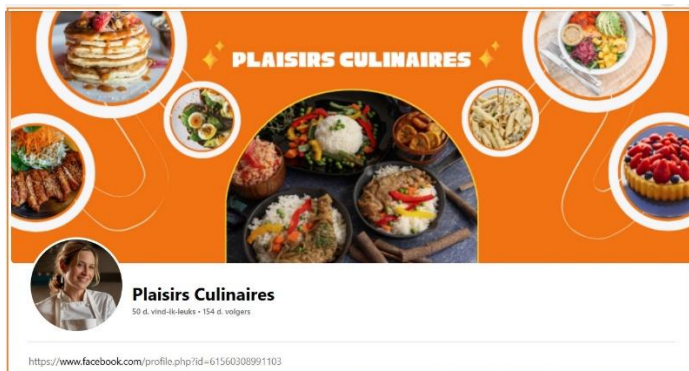 PLAISIRS CULINAIRES
Plaisirs Culinaires
50 d. vind-ik-leuks • 154 d. volgers
https://www.facebook.com/profile.php?id=61560308991103